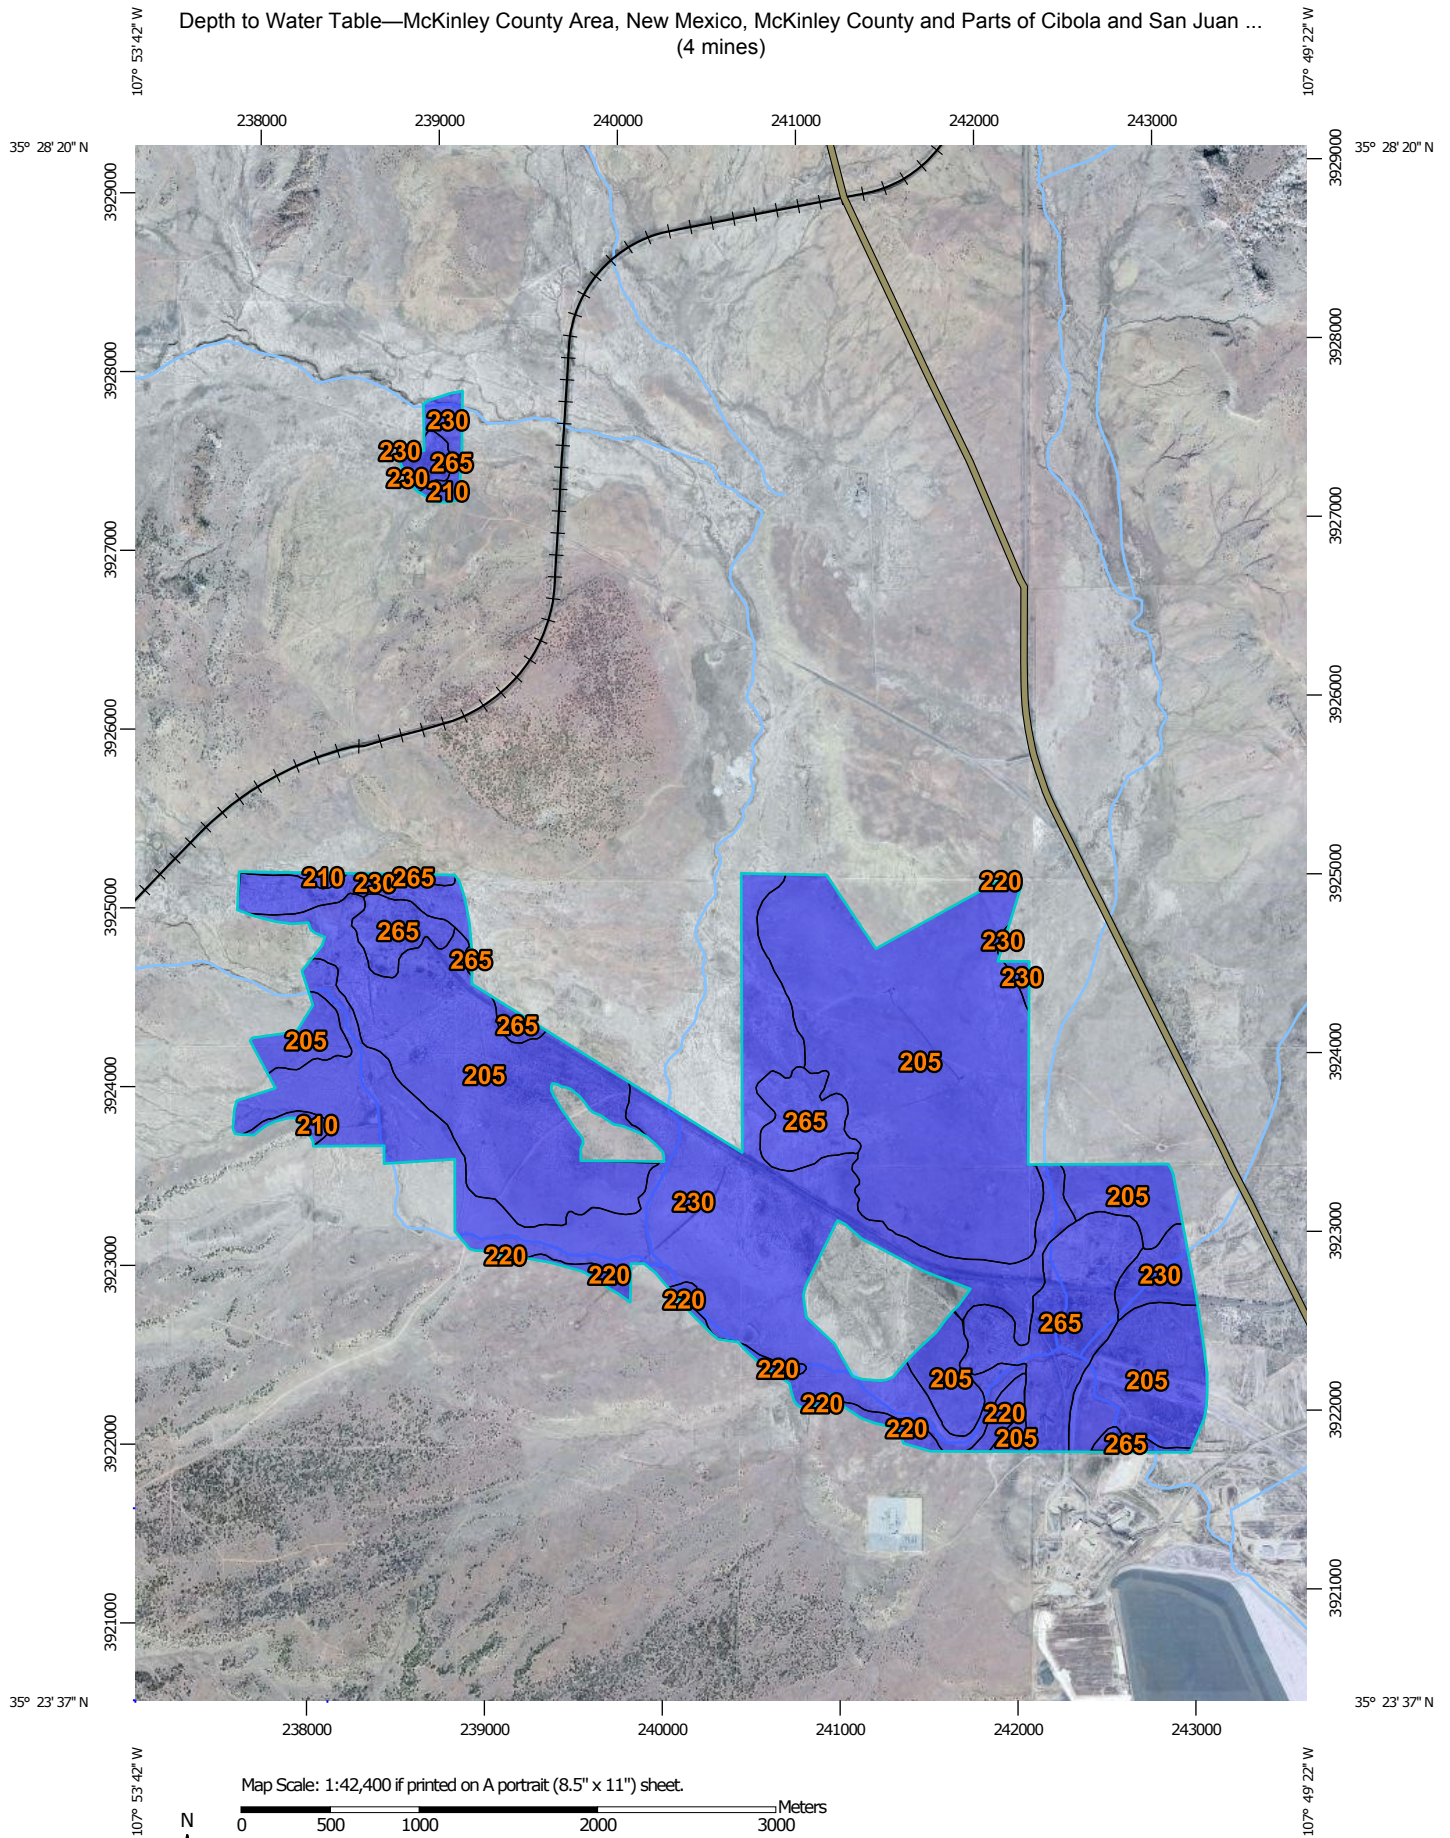 Depth to Water Table—McKinley County Area, New Mexico, McKinley County and Parts of Cibola and San Juan ...
(4 mines)
107° 53' 42" W
107° 49' 22" W
238000 239000 240000 241000 242000 243000
35° 28' 20" N
35° 28' 20" N
3929000
3929000
3928000
3928000
3927000
3927000
3926000
3926000
3925000
3925000
3924000
3924000
3923000
3923000
3922000
3922000
3921000
3921000
230
230
265
230
210
210 230 265
220
265
230
265
230
265
205
205
205
265
210
205
230
220
230
220
220
265
220
205
205
220
220
220
205
265
35° 23' 37" N
35° 23' 37" N
238000 239000 240000 241000 242000 243000
107° 53' 42" W
107° 49' 22" W
Map Scale: 1:42,400 if printed on A portrait (8.5" x 11") sheet.
N
Meters
0 500 1000 2000 3000